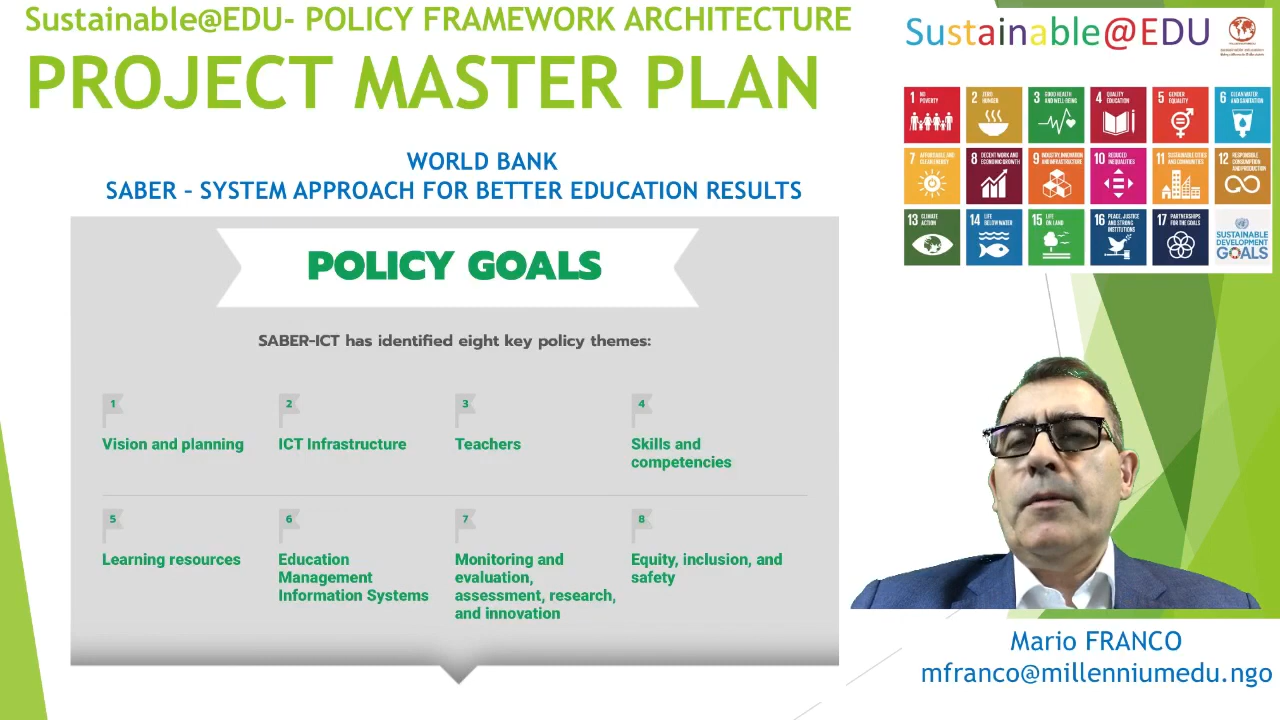 Sustainable@EDU- POLICY FRAMEWORK ARCHITECTURE
PROJECT MASTER PLAN
WORLD BANK
SABER – SYSTEM APPROACH FOR BETTER EDUCATION RESULTS
POLICY GOALS
SABER-ICT has identified eight key policy themes:
1
Vision and planning
2
ICT Infrastructure
3
Teachers
4
Skills and
competencies
5
Learning resources
6
Education
Management
Information Systems
7
Monitoring and
evaluation,
assessment, research,
and innovation
8
Equity, inclusion, and
safety
Sustainable@EDU
1 NO
POVERTY
2 ZERO
HUNGER
3 GOOD HEALTH
AND WELL-BEING
4 QUALITY
EDUCATION
5 GENDER
EQUALITY
6 CLEAN WATER
AND SANITATION
7 AFFORDABLE AND
CLEAN ENERGY
8 DECENT WORK AND
ECONOMIC GROWTH
9 INDUSTRY, INNOVATION
AND INFRASTRUCTURE
10 REDUCED
INEQUALITIES
11 SUSTAINABLE CITIES
AND COMMUNITIES
12 RESPONSIBLE
CONSUMPTION
AND PRODUCTION
13 CLIMATE
ACTION
14 LIFE
BELOW WATER
15 LIFE
ON LAND
16 PEACE, JUSTICE
AND STRONG
INSTITUTIONS
17 PARTNERSHIPS
FOR THE GOALS
SUSTAINABLE
DEVELOPMENT
GOALS
Mario FRANCO
mfranco@millenniumedu.ngo